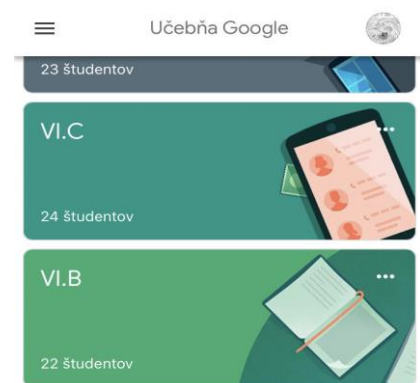 Učebňa Google
23 študentov
VI.C
24 študentov
VI.B
22 študentov